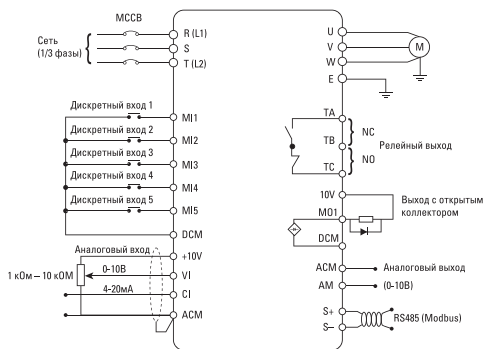 MCCB
Сеть
(1/3 фазы)
R (L1)
S
T (L2)
Дискретный вход 1
MI1
Дискретный вход 2
MI2
Дискретный вход 3
MI3
Дискретный вход 4
MI4
Дискретный вход 5
MI5
DCM
Аналоговый вход
+10V
1 кОм – 10 кОМ
0-10В
VI
4-20мА
CI
ACM
U
V
W
M
E
TA
NC
TB
Релейный выход
NO
TC
10V
Выход с открытым
коллектором
MO1
DCM
ACM
Аналоговый выход
AM
(0-10В)
S+
RS485 (Modbus)
S–